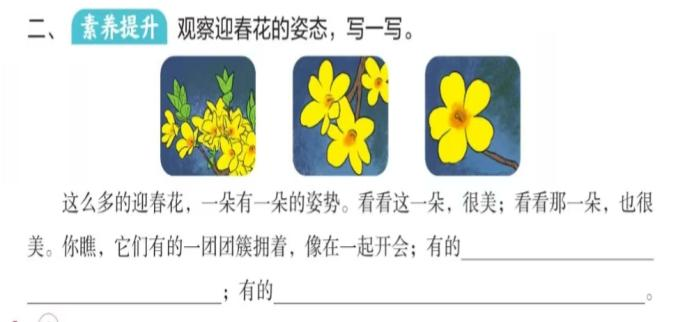 二、素养提升 观察迎春花的姿态，写一写。
这么多的迎春花，一朵有一朵的姿势。看看这一朵，很美；看看那一朵，也很
美。你瞧，它们有的一团团簇拥着，像在一起开会；有的
；有的。